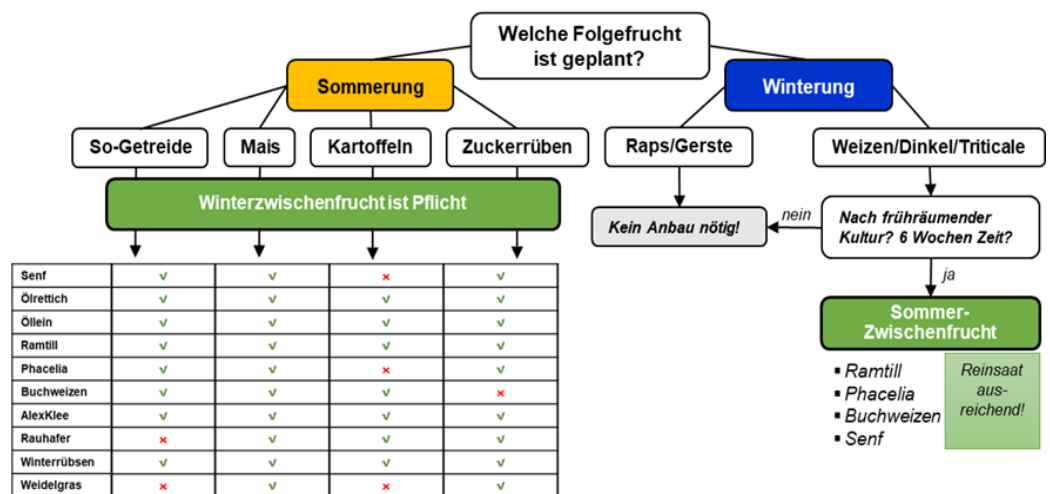 Welche Folgefrucht
ist geplant?
Sommerung
Winterung
So-Getreide
Mais
Kartoffeln
Zuckerrüben
Raps/Gerste
Weizen/Dinkel/Triticale
Winterzwischenfrucht ist Pflicht
Kein Anbau nötig!
nein
Nach frühräumender
Kultur? 6 Wochen Zeit?
ja
Senf √ √ × √
Ölrettich √ √ √ √
Öllein √ √ √ √
Ramtill √ √ √ √
Phacelia √ √ × √
Buchweizen √ √ √ ×
AlexKlee √ √ √ √
Rauhafer × √ √ √
Winterrübsen √ √ √ √
Weidelgras × √ × √
Sommer-
Zwischenfrucht
▪ Ramtill
▪ Phacelia
▪ Buchweizen
▪ Senf
Reinsaat
aus-
reichend!